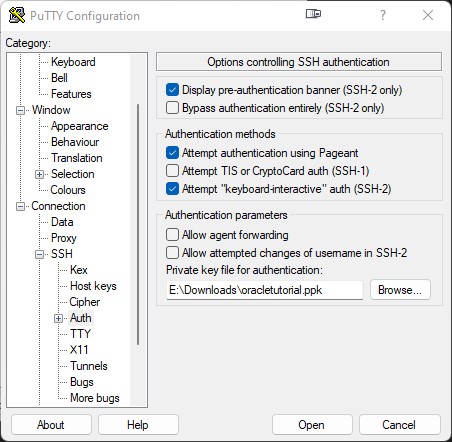 PuTTY Configuration
Category:
Keyboard
Bell
Features
Window
Appearance
Behaviour
Translation
Selection
Colours
Connection
Data
Proxy
SSH
Kex
Host keys
Cipher
Auth
TTY
X11
Tunnels
Bugs
More bugs
Options controlling SSH authentication
Display pre-authentication banner (SSH-2 only)
Bypass authentication entirely (SSH-2 only)
Authentication methods
Attempt authentication using Pageant
Attempt TIS or CryptoCard auth (SSH-1)
Attempt "keyboard-interactive" auth (SSH-2)
Authentication parameters
Allow agent forwarding
Allow attempted changes of username in SSH-2
Private key file for authentication:
E:\Downloads\oracletutorial.ppk
Browse...
About
Help
Open
Cancel